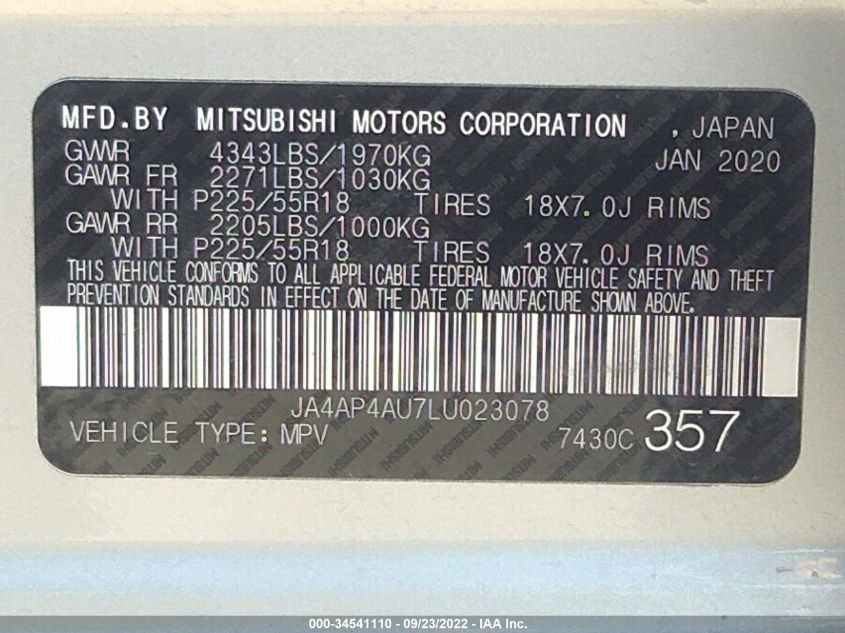 MFD.BY MITSUBISHI MOTORS CORPORATION , JAPAN
GVWR 4343LBS/1970KG JAN 2020
GAWR FR 2271LBS/1030KG
WITH P225/55R18 TIRES 18X7.0J RIMS
GAWR RR 2205LBS/1000KG
WITH P225/55R18 TIRES 18X7.0J RIMS
THIS VEHICLE CONFORMS TO ALL APPLICABLE FEDERAL MOTOR VEHICLE SAFETY AND THEFT
PREVENTION STANDARDS IN EFFECT ON THE DATE OF MANUFACTURE SHOWN ABOVE.
JA4AP4AU7LU023078
VEHICLE TYPE: MPV 7430C 357
000-34541110 - 09/23/2022 - IAA Inc.